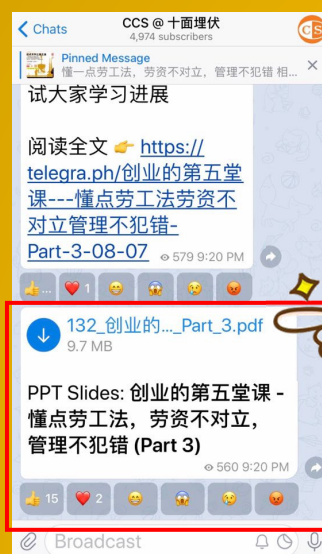 Chats
CCS @ 十面埋伏
4,974 subscribers
CS
Pinned Message
懂一点劳工法，劳资不对立，管理不犯错 相...
试大家学习进展
阅读全文 👉 https://
telegra.ph/创业的第五堂
课---懂点劳工法劳资不
对立管理不犯错-
Part-3-08-07 579 9:20 PM
👍... ❤️ 1 😁 😱 😢 😡
132_创业的..._Part_3.pdf
9.7 MB
PPT Slides: 创业的第五堂课 -
懂点劳工法，劳资不对立，
管理不犯错 (Part 3)
560 9:20 PM
👍 15 ❤️ 2 😁 😱 😢 😡
Broadcast